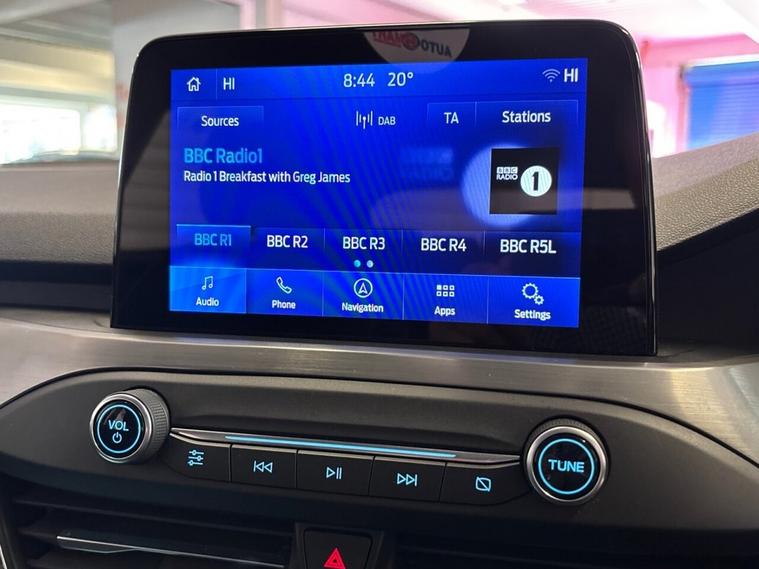 HI 8:44 20° HI
Sources DAB TA Stations
BBC Radio1
Radio 1 Breakfast with Greg James
BBC
RADIO 1
BBC R1 BBC R2 BBC R3 BBC R4 BBC R5L
Audio Phone Navigation Apps Settings
VOL
TUNE